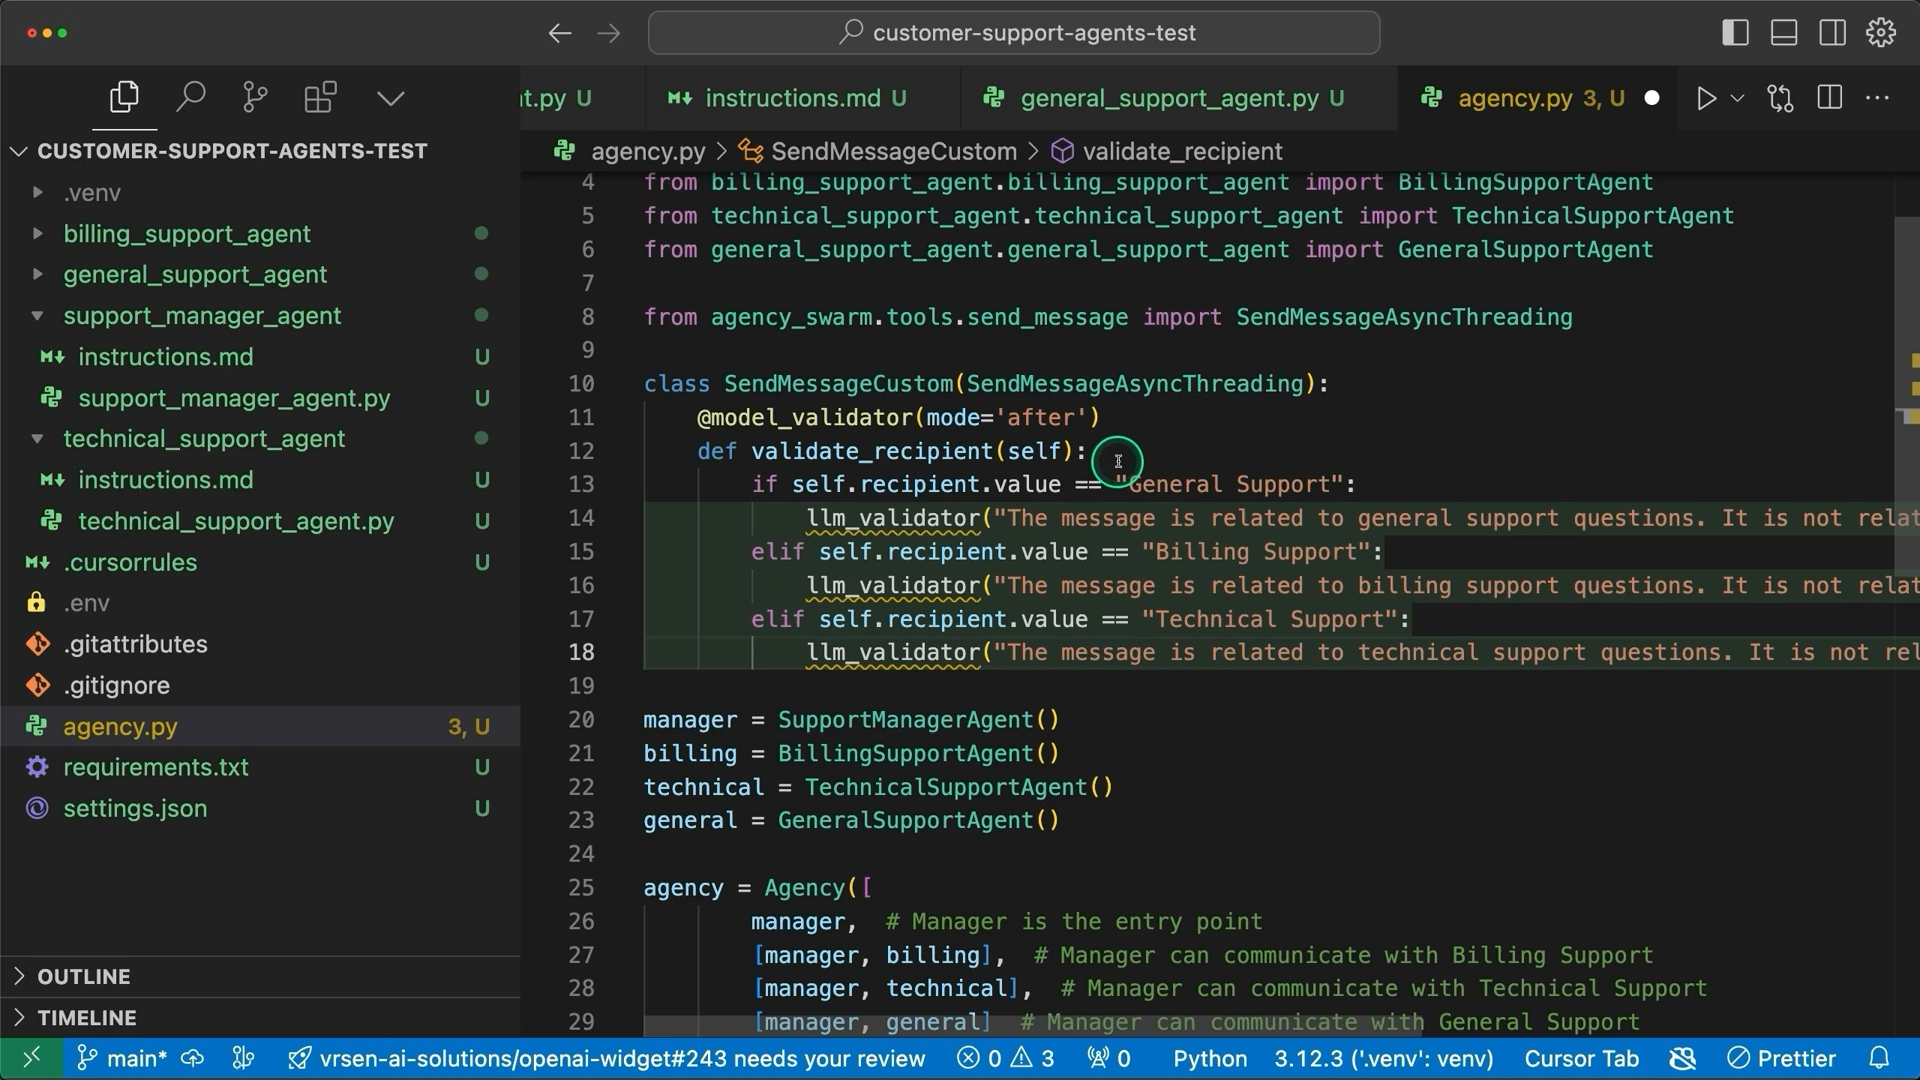 customer-support-agents-test
t.py U
instructions.md U
general_support_agent.py U
agency.py 3, U
CUSTOMER-SUPPORT-AGENTS-TEST
.venv
billing_support_agent
general_support_agent
support_manager_agent
instructions.md U
support_manager_agent.py U
technical_support_agent
instructions.md U
technical_support_agent.py U
.cursorrules U
.env
.gitattributes
.gitignore
agency.py 3, U
requirements.txt U
settings.json U
OUTLINE
TIMELINE
agency.py > SendMessageCustom > validate_recipient
4 from billing_support_agent.billing_support_agent import BillingSupportAgent
5 from technical_support_agent.technical_support_agent import TechnicalSupportAgent
6 from general_support_agent.general_support_agent import GeneralSupportAgent
7
8 from agency_swarm.tools.send_message import SendMessageAsyncThreading
9
10 class SendMessageCustom(SendMessageAsyncThreading):
11 @model_validator(mode='after')
12 def validate_recipient(self):
13 if self.recipient.value == "General Support":
14 llm_validator("The message is related to general support questions. It is not relat
15 elif self.recipient.value == "Billing Support":
16 llm_validator("The message is related to billing support questions. It is not relat
17 elif self.recipient.value == "Technical Support":
18 llm_validator("The message is related to technical support questions. It is not rel
19
20 manager = SupportManagerAgent()
21 billing = BillingSupportAgent()
22 technical = TechnicalSupportAgent()
23 general = GeneralSupportAgent()
24
25 agency = Agency([
26 manager, # Manager is the entry point
27 [manager, billing], # Manager can communicate with Billing Support
28 [manager, technical], # Manager can communicate with Technical Support
29 [manager, general] # Manager can communicate with General Support
main* vrsen-ai-solutions/openai-widget#243 needs your review 0 3 0 Python 3.12.3 ('.venv': venv) Cursor Tab Prettier